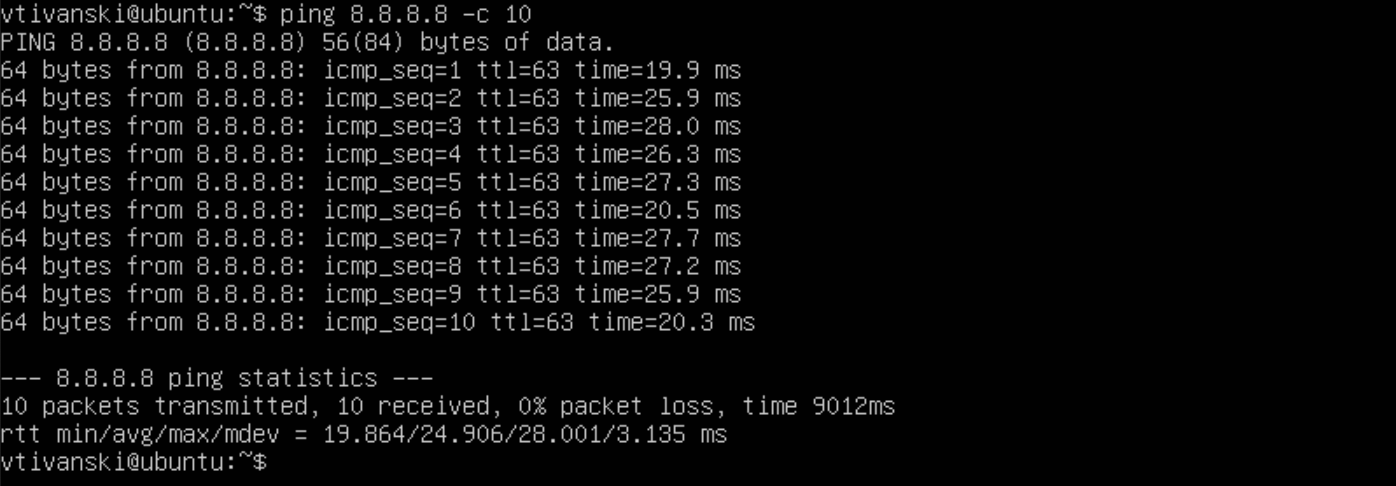 vtivanski@ubuntu:~$ ping 8.8.8.8 -c 10
PING 8.8.8.8 (8.8.8.8) 56(84) bytes of data.
64 bytes from 8.8.8.8: icmp_seq=1 ttl=63 time=19.9 ms
64 bytes from 8.8.8.8: icmp_seq=2 ttl=63 time=25.9 ms
64 bytes from 8.8.8.8: icmp_seq=3 ttl=63 time=28.0 ms
64 bytes from 8.8.8.8: icmp_seq=4 ttl=63 time=26.3 ms
64 bytes from 8.8.8.8: icmp_seq=5 ttl=63 time=27.3 ms
64 bytes from 8.8.8.8: icmp_seq=6 ttl=63 time=20.5 ms
64 bytes from 8.8.8.8: icmp_seq=7 ttl=63 time=27.7 ms
64 bytes from 8.8.8.8: icmp_seq=8 ttl=63 time=27.2 ms
64 bytes from 8.8.8.8: icmp_seq=9 ttl=63 time=25.9 ms
64 bytes from 8.8.8.8: icmp_seq=10 ttl=63 time=20.3 ms
--- 8.8.8.8 ping statistics ---
10 packets transmitted, 10 received, 0% packet loss, time 9012ms
rtt min/avg/max/mdev = 19.864/24.906/28.001/3.135 ms
vtivanski@ubuntu:~$